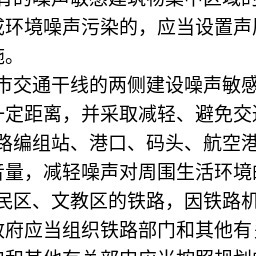 有的噪声敏感建筑物集中区域的
成环境噪声污染的，应当设置声屏
施。
市交通干线的两侧建设噪声敏感
一定距离，并采取减轻、避免交通
路编组站、港口、码头、航空港
音量，减轻噪声对周围生活环境的
民区、文教区的铁路，因铁路机
政府应当组织铁路部门和其他有关